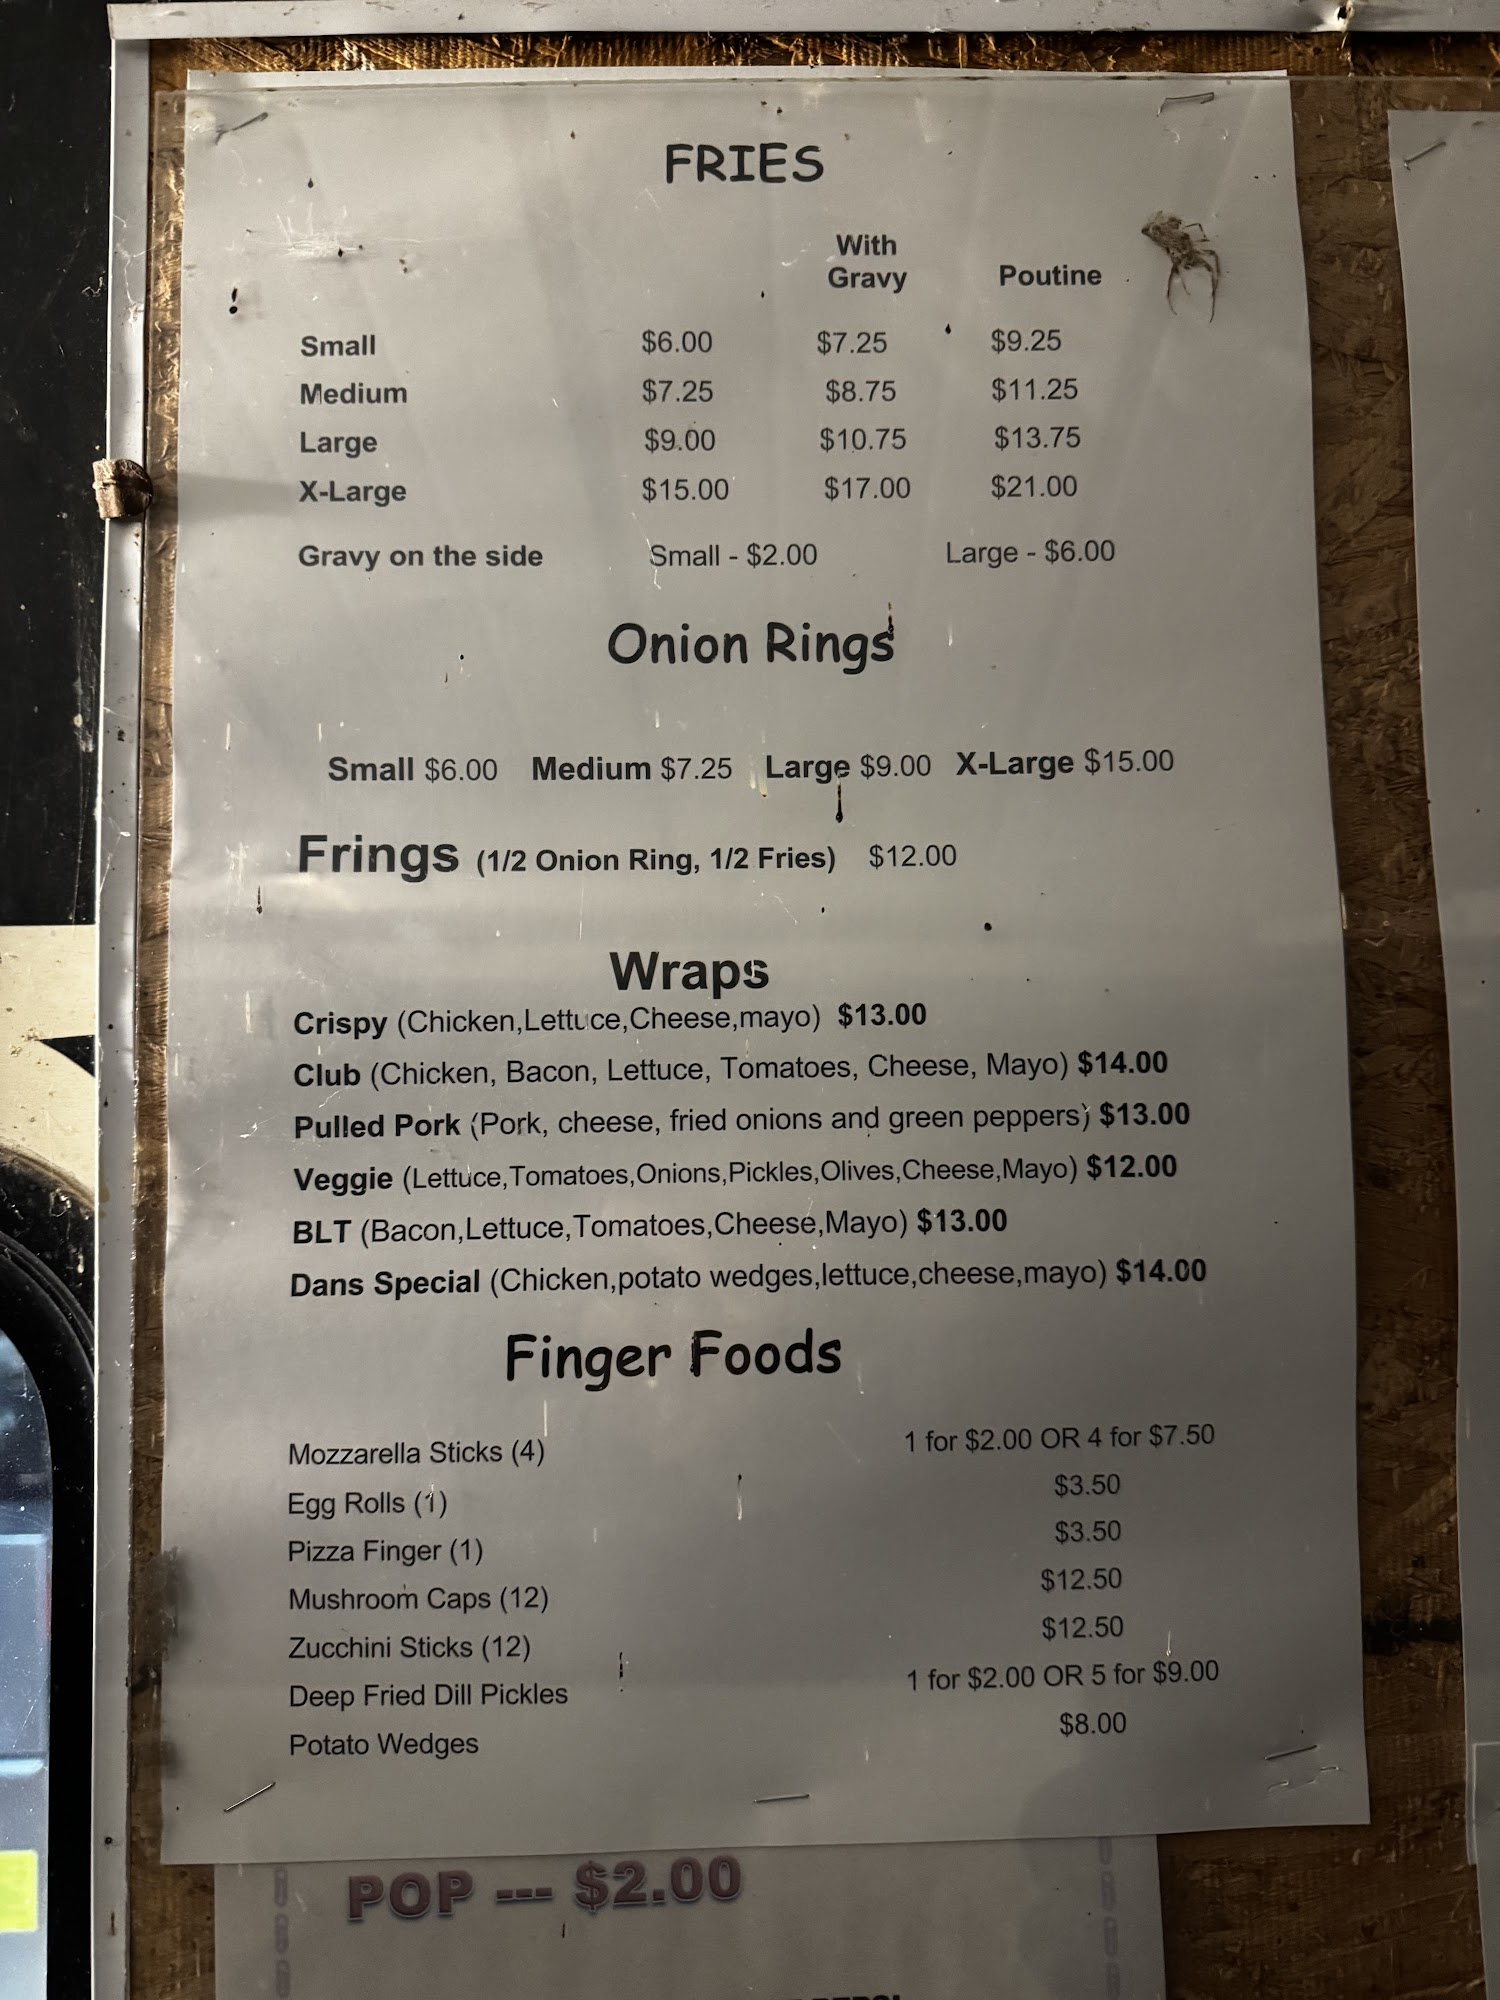 FRIES
With
Gravy Poutine
Small $6.00 $7.25 $9.25
Medium $7.25 $8.75 $11.25
Large $9.00 $10.75 $13.75
X-Large $15.00 $17.00 $21.00
Gravy on the side Small - $2.00 Large - $6.00
Onion Rings
Small $6.00 Medium $7.25 Large $9.00 X-Large $15.00
Frings (1/2 Onion Ring, 1/2 Fries) $12.00
Wraps
Crispy (Chicken,Lettuce,Cheese,mayo) $13.00
Club (Chicken, Bacon, Lettuce, Tomatoes, Cheese, Mayo) $14.00
Pulled Pork (Pork, cheese, fried onions and green peppers) $13.00
Veggie (Lettuce,Tomatoes,Onions,Pickles,Olives,Cheese,Mayo) $12.00
BLT (Bacon,Lettuce,Tomatoes,Cheese,Mayo) $13.00
Dans Special (Chicken,potato wedges,lettuce,cheese,mayo) $14.00
Finger Foods
Mozzarella Sticks (4) 1 for $2.00 OR 4 for $7.50
Egg Rolls (1) $3.50
Pizza Finger (1) $3.50
Mushroom Caps (12) $12.50
Zucchini Sticks (12) $12.50
Deep Fried Dill Pickles 1 for $2.00 OR 5 for $9.00
Potato Wedges $8.00
POP --- $2.00